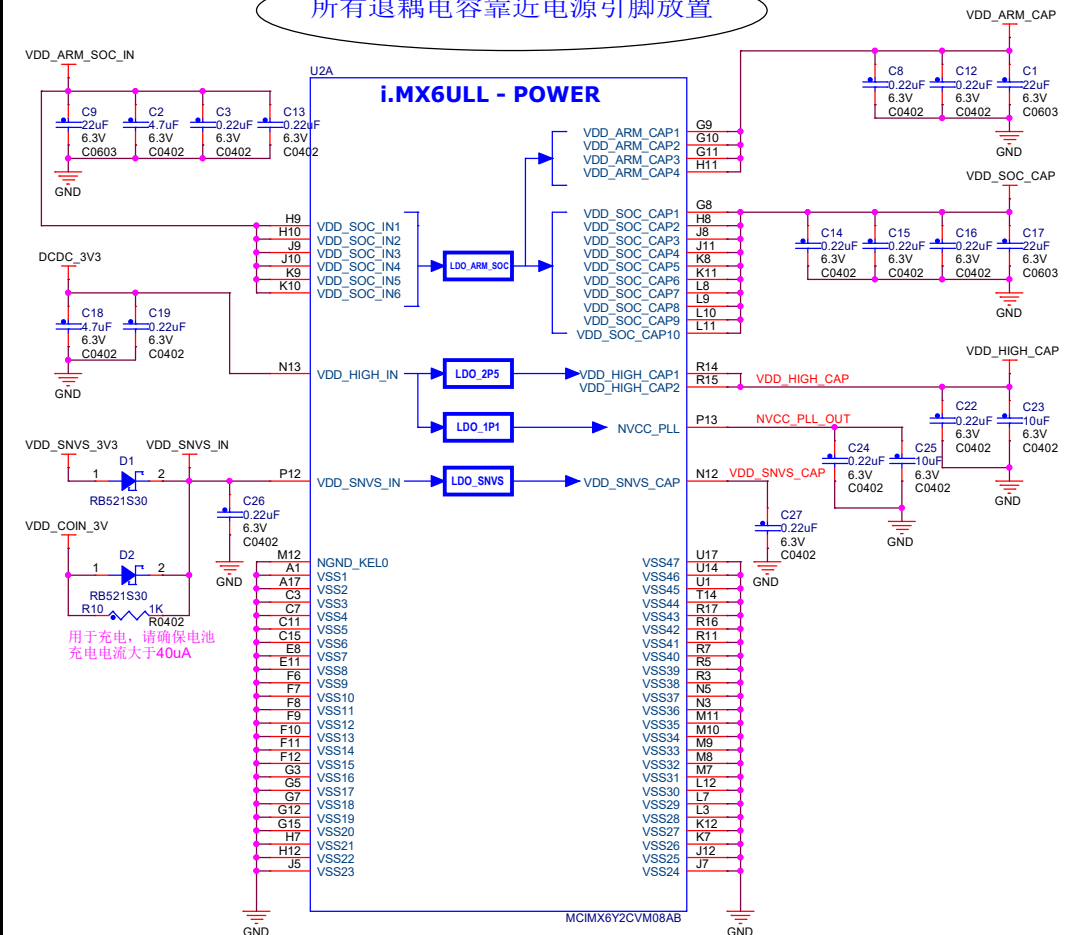 所有退耦电容靠近电源引脚放置
VDD_ARM_CAP
VDD_ARM_SOC_IN
U2A
i.MX6ULL - POWER
C9
22uF
6.3V
C0603
C2
4.7uF
6.3V
C0402
C3
0.22uF
6.3V
C0402
C13
0.22uF
6.3V
C0402
GND
C8
0.22uF
6.3V
C0402
C12
0.22uF
6.3V
C0402
C1
22uF
6.3V
C0603
GND
VDD_ARM_CAP1 G9
VDD_ARM_CAP2 G10
VDD_ARM_CAP3 G11
VDD_ARM_CAP4 H11
VDD_SOC_CAP
H9 VDD_SOC_IN1
H10 VDD_SOC_IN2
J9 VDD_SOC_IN3
J10 VDD_SOC_IN4
K9 VDD_SOC_IN5
K10 VDD_SOC_IN6
LDO_ARM_SOC
VDD_SOC_CAP1 G8
VDD_SOC_CAP2 H8
VDD_SOC_CAP3 J8
VDD_SOC_CAP4 J11
VDD_SOC_CAP5 K8
VDD_SOC_CAP6 K11
VDD_SOC_CAP7 L8
VDD_SOC_CAP8 L9
VDD_SOC_CAP9 L10
VDD_SOC_CAP10 L11
C14
0.22uF
6.3V
C0402
C15
0.22uF
6.3V
C0402
C16
0.22uF
6.3V
C0402
C17
22uF
6.3V
C0603
GND
DCDC_3V3
C18
4.7uF
6.3V
C0402
C19
0.22uF
6.3V
C0402
GND
N13 VDD_HIGH_IN
LDO_2P5
VDD_HIGH_CAP1 R14
VDD_HIGH_CAP2 R15
VDD_HIGH_CAP
VDD_HIGH_CAP
C22
0.22uF
6.3V
C0402
C23
10uF
6.3V
C0402
GND
LDO_1P1
NVCC_PLL P13
NVCC_PLL_OUT
C24
0.22uF
6.3V
C0402
C25
10uF
6.3V
C0402
GND
VDD_SNVS_3V3
VDD_SNVS_IN
D1
1 2
RB521S30
P12 VDD_SNVS_IN
LDO_SNVS
VDD_SNVS_CAP N12
VDD_SNVS_CAP
C26
0.22uF
6.3V
C0402
GND
C27
0.22uF
6.3V
C0402
GND
VDD_COIN_3V
D2
1 2
RB521S30
R10 1K
R0402
用于充电，请确保电池
充电电流大于40uA
M12 NGND_KEL0
A1 VSS1
A17 VSS2
C3 VSS3
C7 VSS4
C11 VSS5
C15 VSS6
E8 VSS7
E11 VSS8
F6 VSS9
F7 VSS10
F8 VSS11
F9 VSS12
F10 VSS13
F11 VSS14
F12 VSS15
G3 VSS16
G5 VSS17
G7 VSS18
G12 VSS19
G15 VSS20
H7 VSS21
H12 VSS22
J5 VSS23
GND
VSS47 U17
VSS46 U14
VSS45 U1
VSS44 T14
VSS43 R17
VSS42 R16
VSS41 R11
VSS40 R7
VSS39 R5
VSS38 R3
VSS37 N5
VSS36 N3
VSS35 M11
VSS34 M10
VSS33 M9
VSS32 M8
VSS31 M7
VSS30 L12
VSS29 L7
VSS28 L3
VSS27 K12
VSS26 K7
VSS25 J12
VSS24 J7
GND
MCIMX6Y2CVM08AB